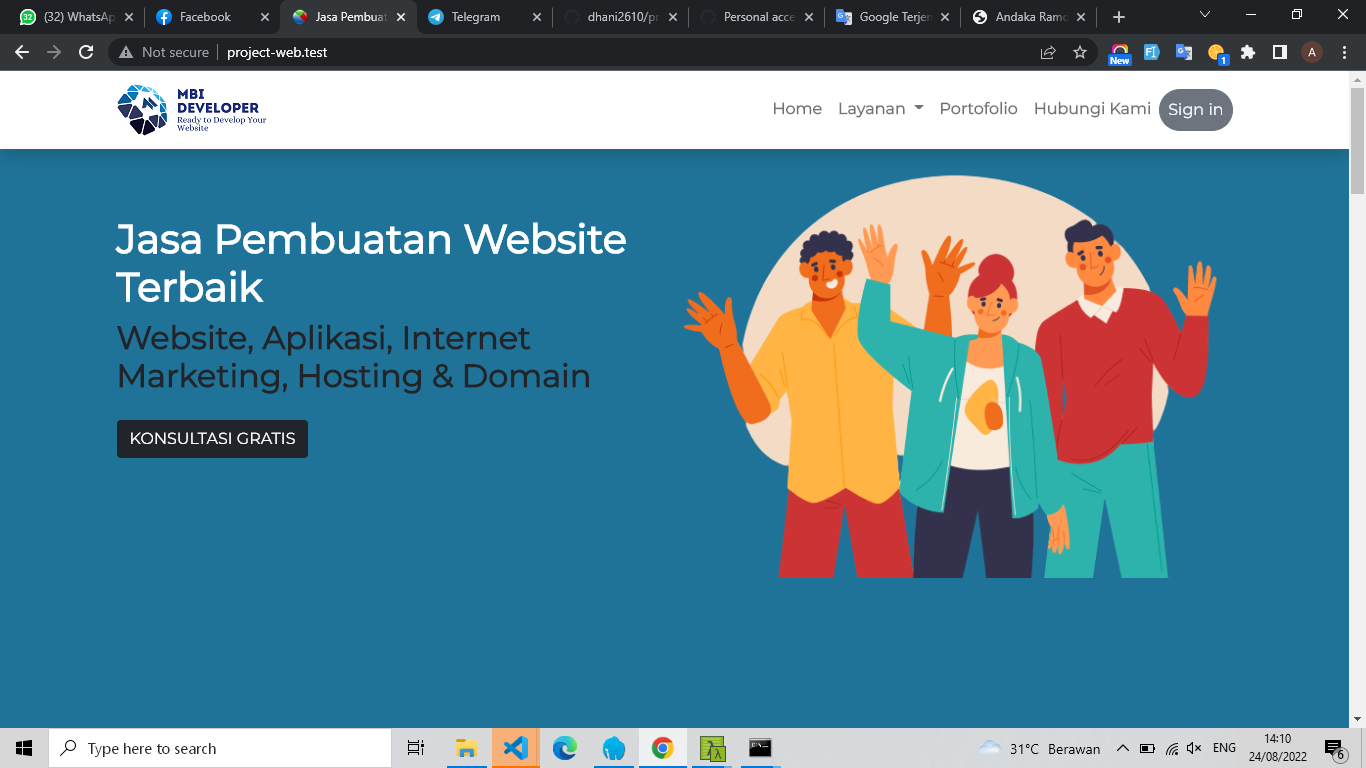 (32) WhatsAp
Facebook
Jasa Pembuat
Telegram
dhani2610/pr
Personal acce
Google Terjem
Andaka Ramd
Not secure
project-web.test
New
1
A
MBI
DEVELOPER
Ready to Develop Your
Website
Home
Layanan
Portofolio
Hubungi Kami
Sign in
Jasa Pembuatan Website
Terbaik
Website, Aplikasi, Internet
Marketing, Hosting & Domain
KONSULTASI GRATIS
Type here to search
31°C Berawan
ENG
14:10
24/08/2022
6